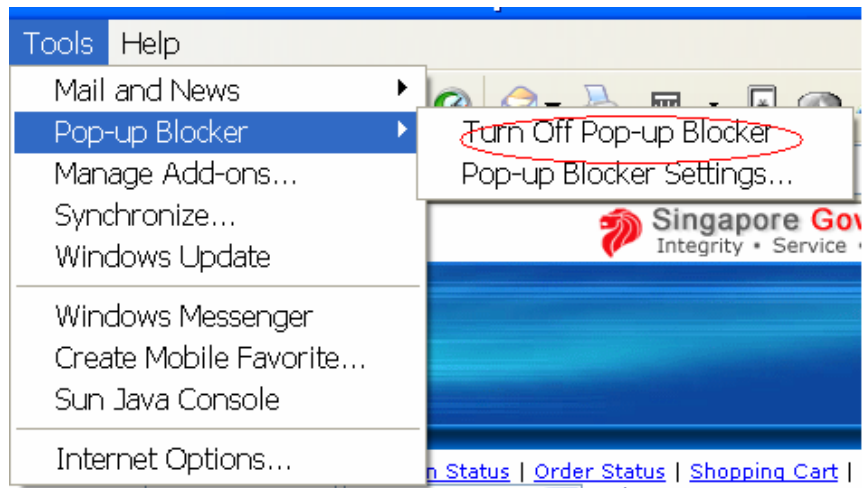 Tools Help
Mail and News
Pop-up Blocker
Manage Add-ons...
Synchronize...
Windows Update
Windows Messenger
Create Mobile Favorite...
Sun Java Console
Internet Options...
Turn Off Pop-up Blocker
Pop-up Blocker Settings...
Singapore Gov
Integrity • Service •
n Status | Order Status | Shopping Cart |